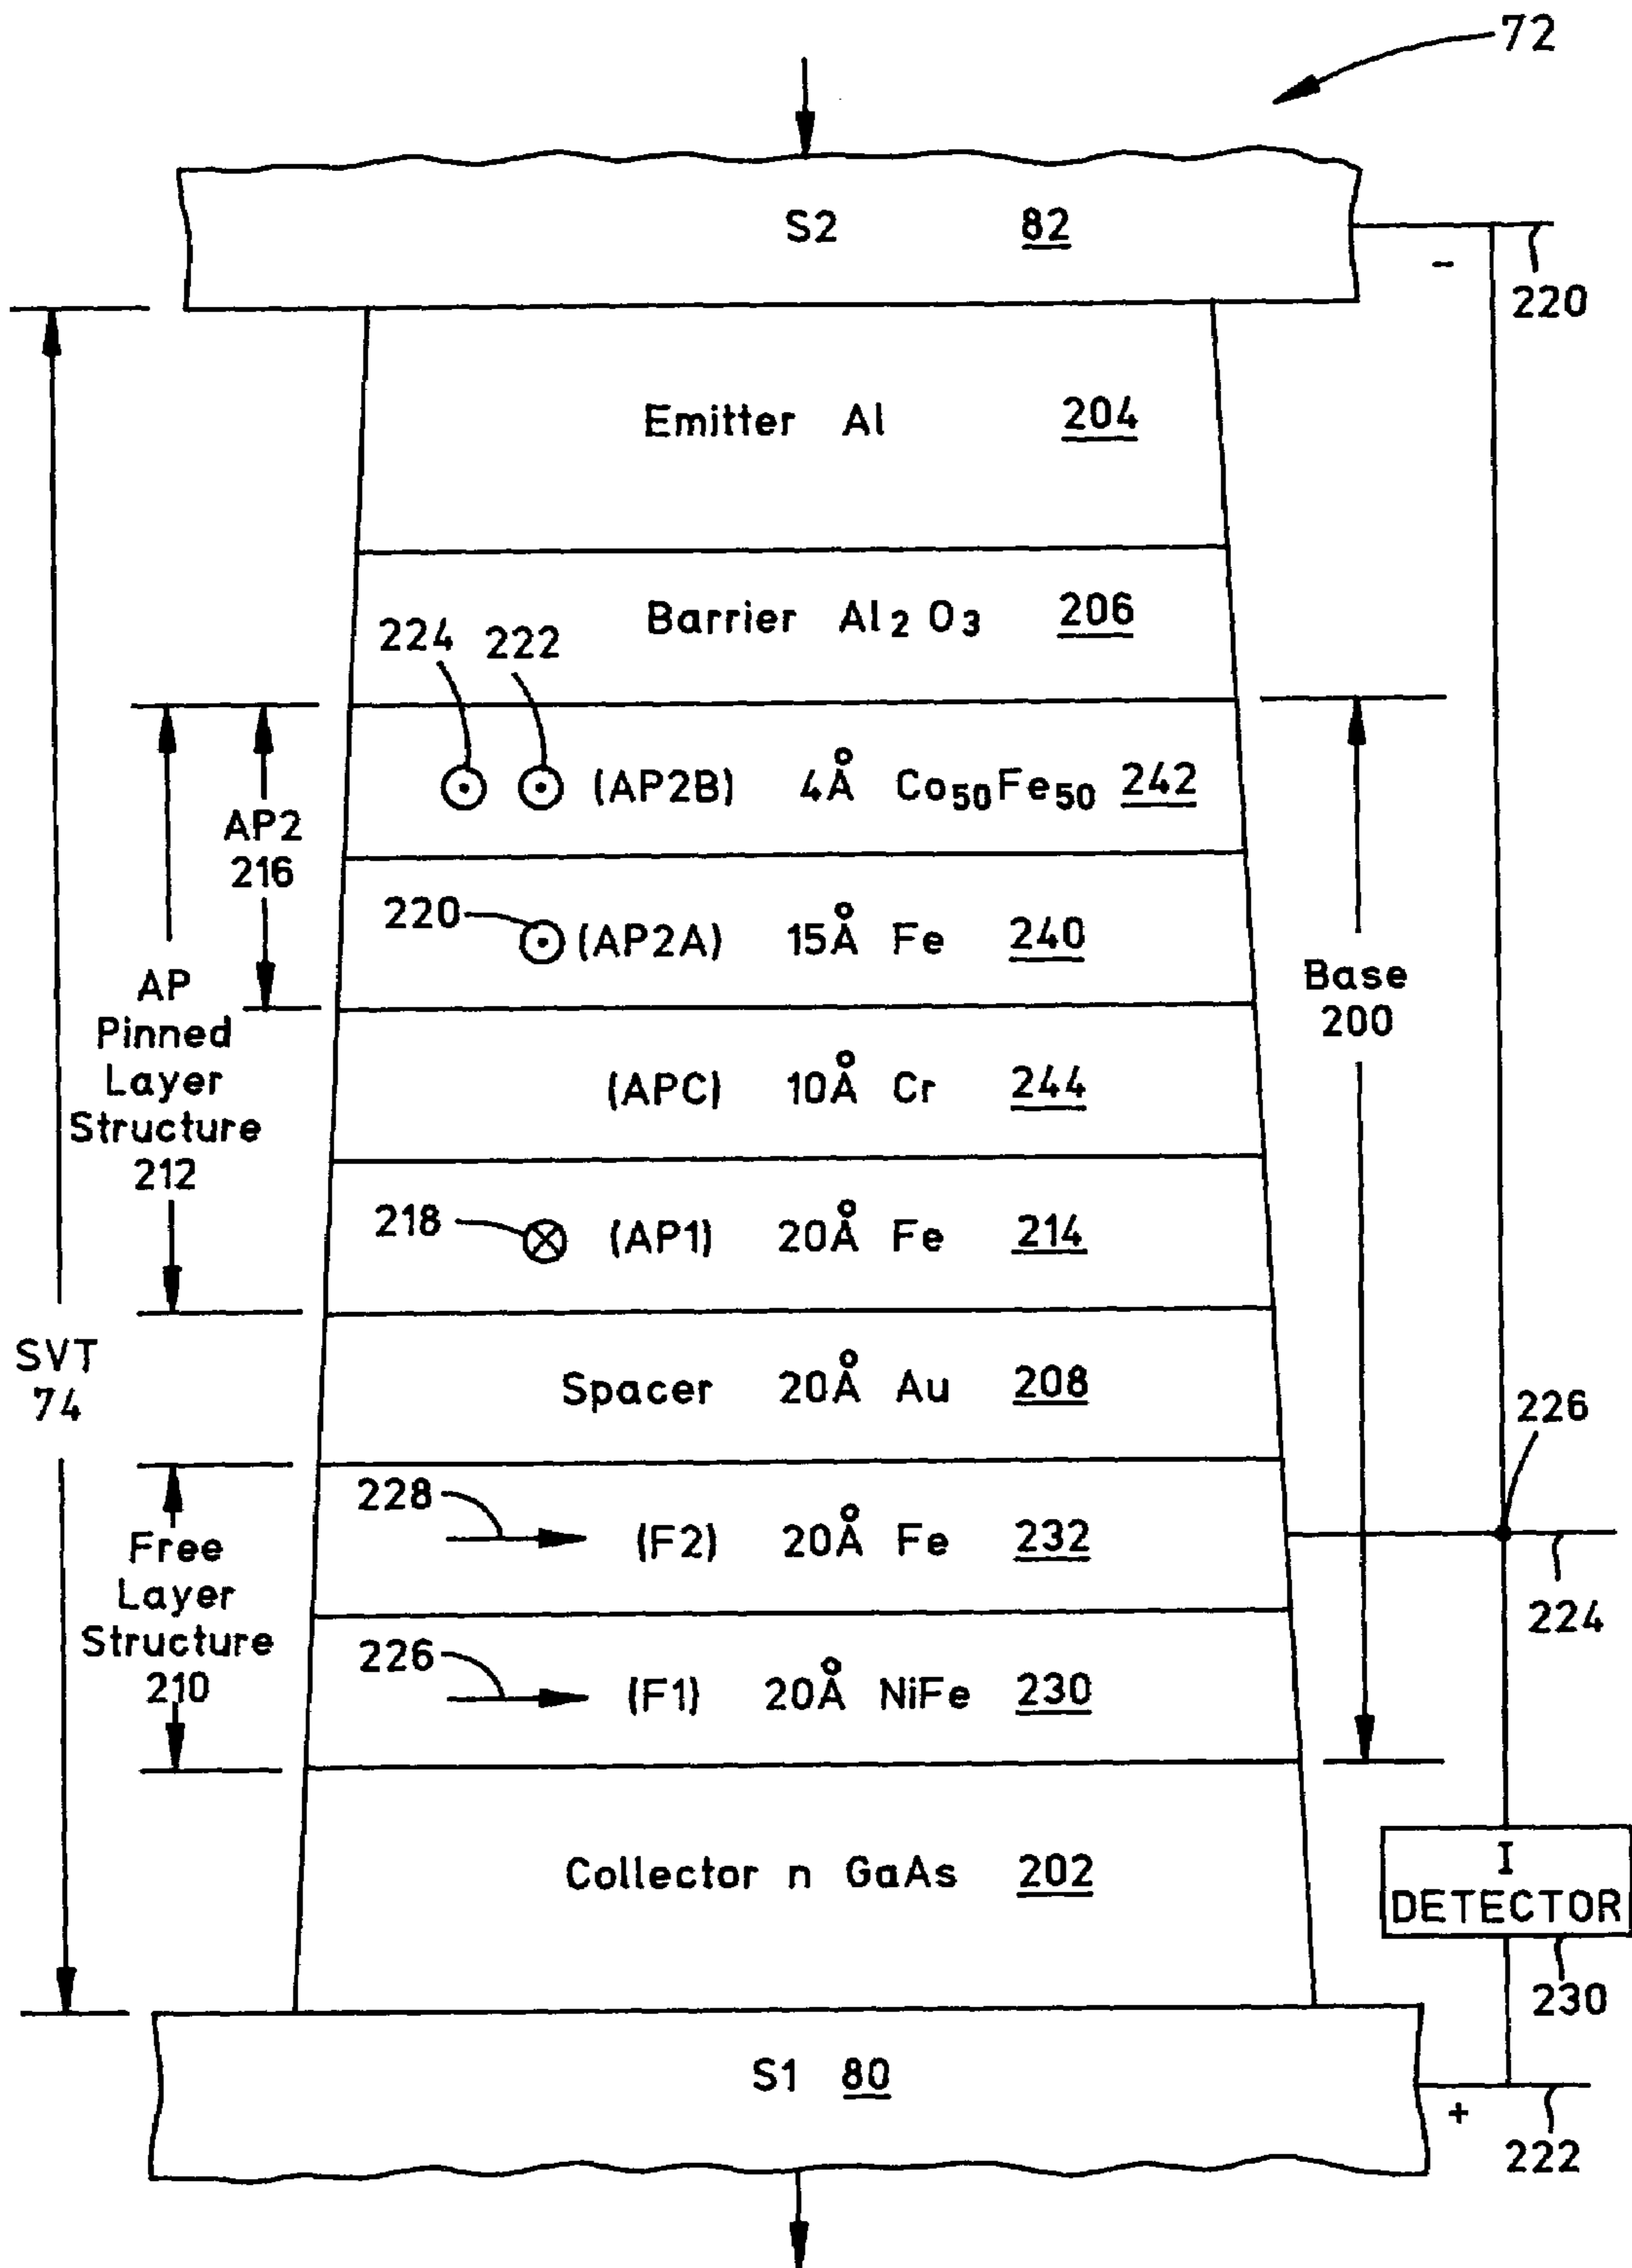 72
S2 82
-
220
Emitter Al 204
Barrier Al2O3 206
224 222
(AP2B) 4Å Co50Fe50 242
AP2
216
220
(AP2A) 15Å Fe 240
Base
200
AP
Pinned
Layer
Structure
212
(APC) 10Å Cr 244
218
(AP1) 20Å Fe 214
SVT
74
Spacer 20Å Au 208
226
228
(F2) 20Å Fe 232
224
Free
Layer
Structure
210
226
(F1) 20Å NiFe 230
Collector n GaAs 202
I
DETECTOR
230
S1 80
+
222